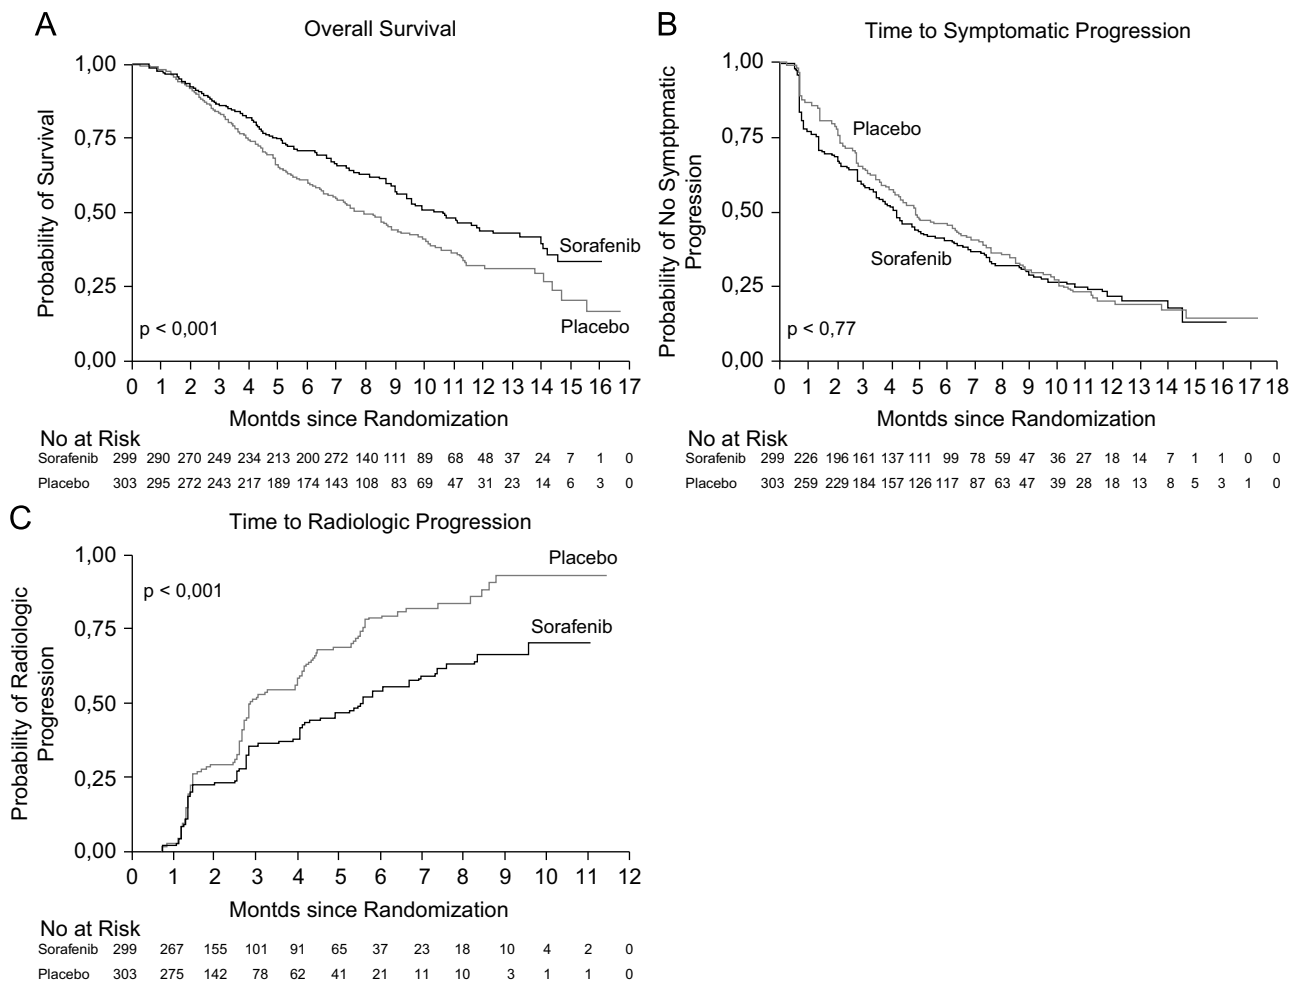 A
Overall Survival
Probability of Survival
1,00
0,75
0,50
0,25
0,00
Sorafenib
Placebo
p < 0,001
0 1 2 3 4 5 6 7 8 9 10 11 12 13 14 15 16 17
Montds since Randomization
No at Risk
Sorafenib 299 290 270 249 234 213 200 272 140 111 89 68 48 37 24 7 1 0
Placebo 303 295 272 243 217 189 174 143 108 83 69 47 31 23 14 6 3 0
B
Time to Symptomatic Progression
Probability of No Symptpmatic
Progression
1,00
0,75
0,50
0,25
0,00
Placebo
Sorafenib
p < 0,77
0 1 2 3 4 5 6 7 8 9 10 11 12 13 14 15 16 17 18
Montds since Randomization
No at Risk
Sorafenib 299 226 196 161 137 111 99 78 59 47 36 27 18 14 7 1 1 0 0
Placebo 303 259 229 184 157 126 117 87 63 47 39 28 18 13 8 5 3 1 0
C
Time to Radiologic Progression
Probability of Radiologic
Progression
1,00
0,75
0,50
0,25
0,00
p < 0,001
Placebo
Sorafenib
0 1 2 3 4 5 6 7 8 9 10 11 12
Montds since Randomization
No at Risk
Sorafenib 299 267 155 101 91 65 37 23 18 10 4 2 0
Placebo 303 275 142 78 62 41 21 11 10 3 1 1 0